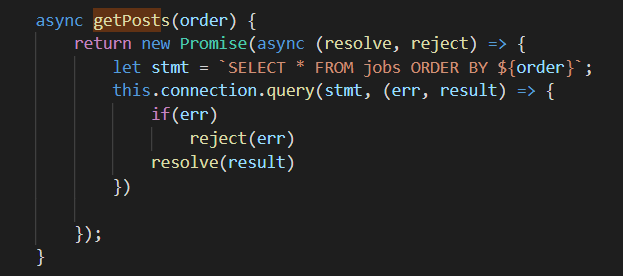 async getPosts(order) {
return new Promise(async (resolve, reject) => {
let stmt = `SELECT * FROM jobs ORDER BY ${order}`;
this.connection.query(stmt, (err, result) => {
if(err)
reject(err)
resolve(result)
})
});
}